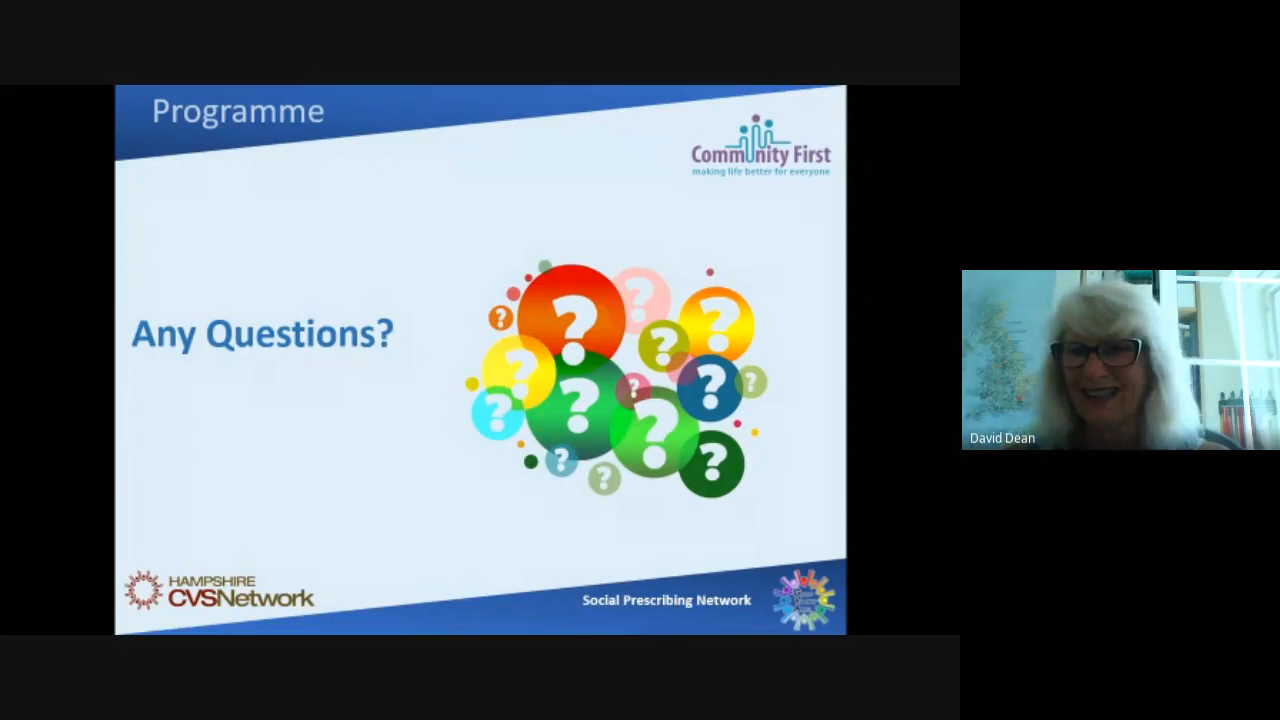 Programme
Community First
making life better for everyone
Any Questions?
? ? ? ? ? ? ? ? ? ? ? ? ? ? ?
HAMPSHIRE
CVSNetwork
Social Prescribing Network
David Dean